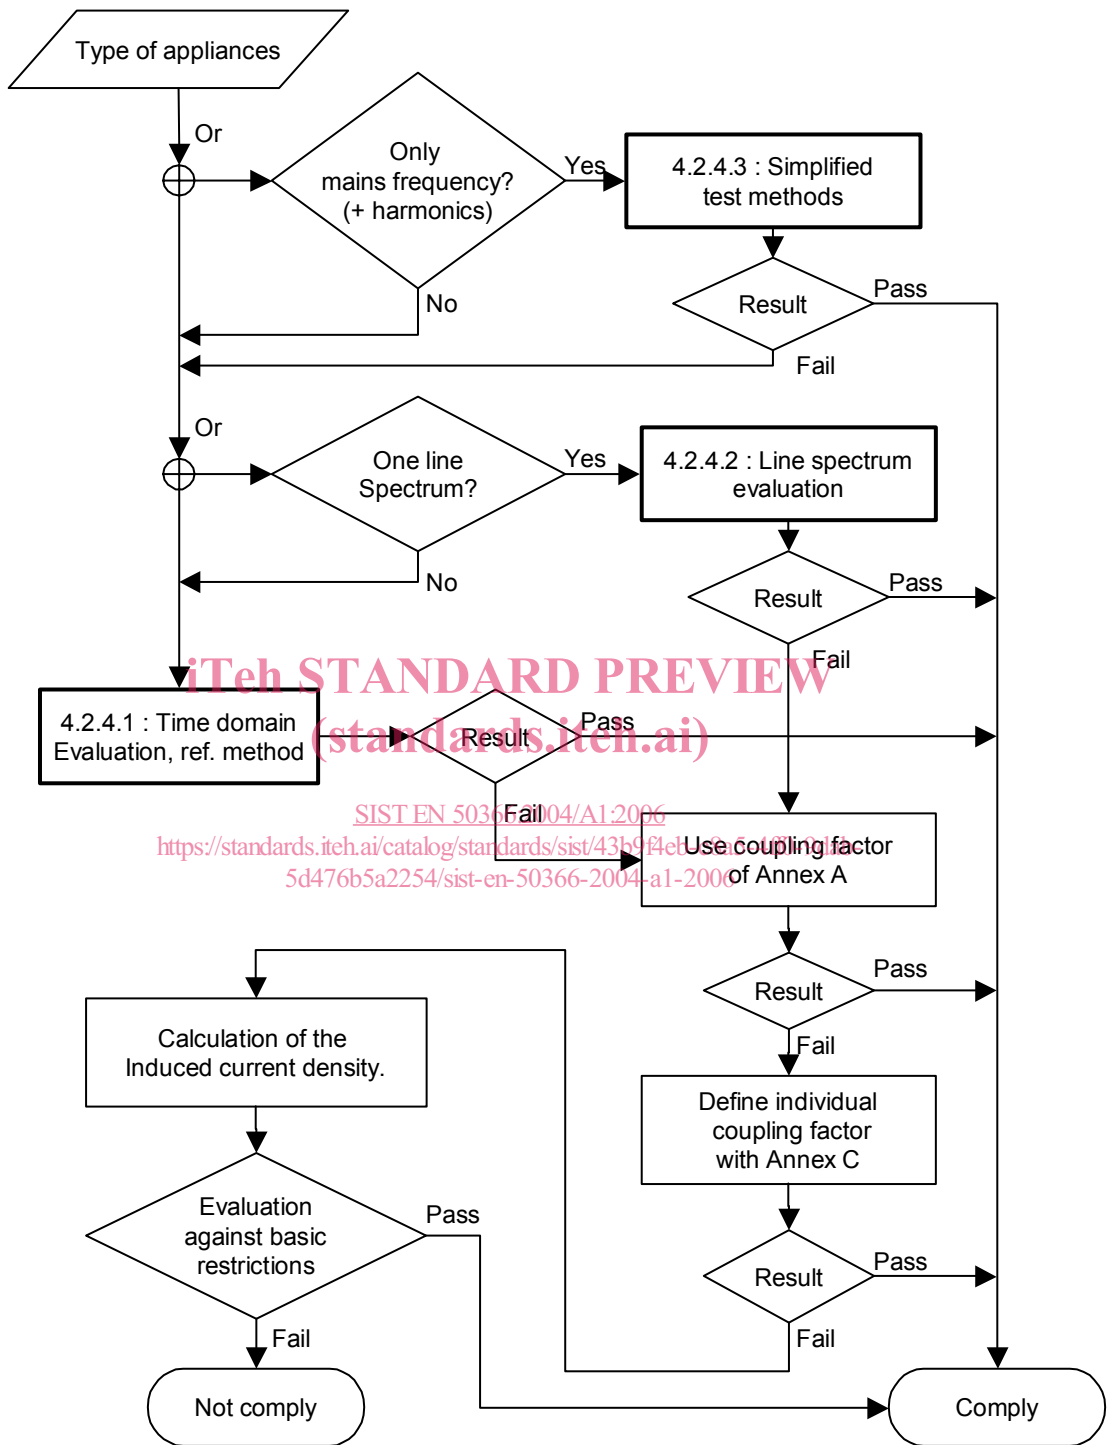 Type of appliances
Or
Only
mains frequency?
(+ harmonics)
Yes
4.2.4.3 : Simplified
test methods
No
Result
Pass
Fail
Or
One line
Spectrum?
Yes
4.2.4.2 : Line spectrum
evaluation
No
Result
Pass
Fail
iTeh STANDARD PREVIEW
(standards.iteh.ai)
4.2.4.1 : Time domain
Evaluation, ref. method
Result
Pass
Fail
SIST EN 50366:2004/A1:2006
https://standards.iteh.ai/catalog/standards/sist/43b9f4eb-
5d476b5a2254/sist-en-50366-2004-a1-2006
Use coupling factor
of Annex A
Result
Pass
Fail
Calculation of the
Induced current density.
Define individual
coupling factor
with Annex C
Evaluation
against basic
restrictions
Pass
Fail
Result
Pass
Fail
Not comply
Comply